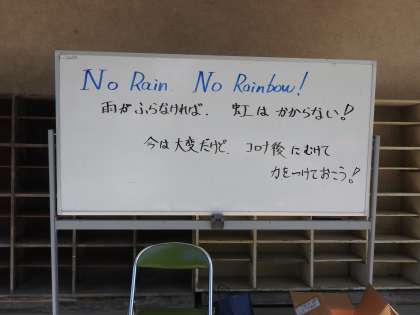 No Rain. No Rainbow!
雨がふらなければ、虹はかからない!
今は大変だけど、コロナ後にむけて
力をつけておこう!